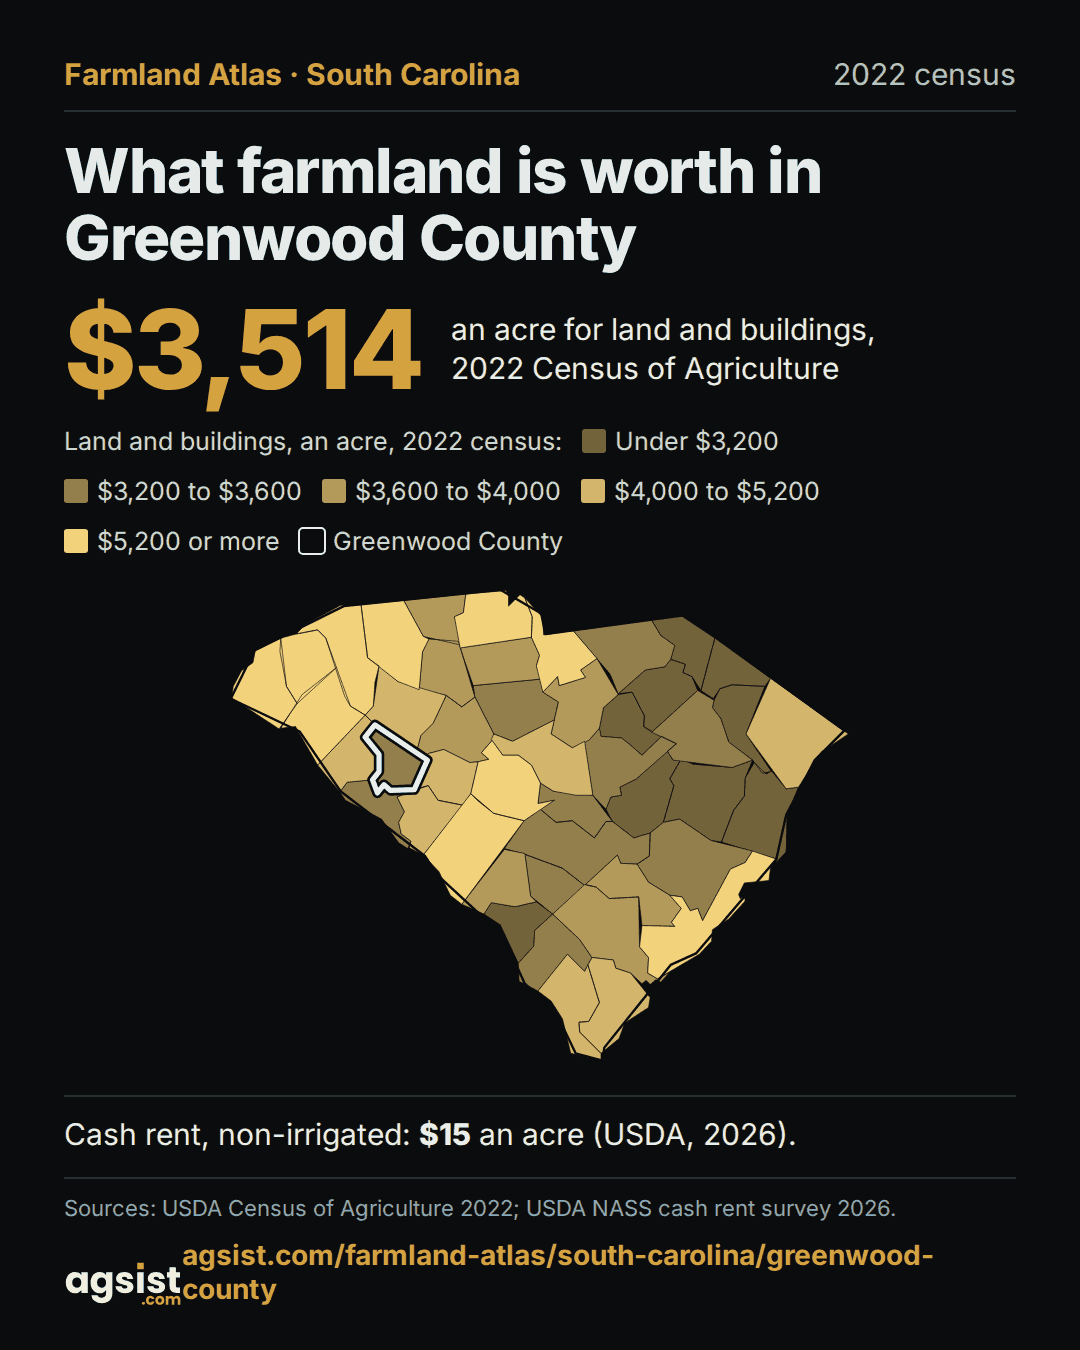 Farmland Atlas · South Carolina
2022 census
What farmland is worth in
Greenwood County
$3,514
an acre for land and buildings,
2022 Census of Agriculture
Land and buildings, an acre, 2022 census: Under $3,200
$3,200 to $3,600 $3,600 to $4,000 $4,000 to $5,200
$5,200 or more Greenwood County
Cash rent, non-irrigated: $15 an acre (USDA, 2026).
Sources: USDA Census of Agriculture 2022; USDA NASS cash rent survey 2026.
agsist.com
agsist.com/farmland-atlas/south-carolina/greenwood-
county